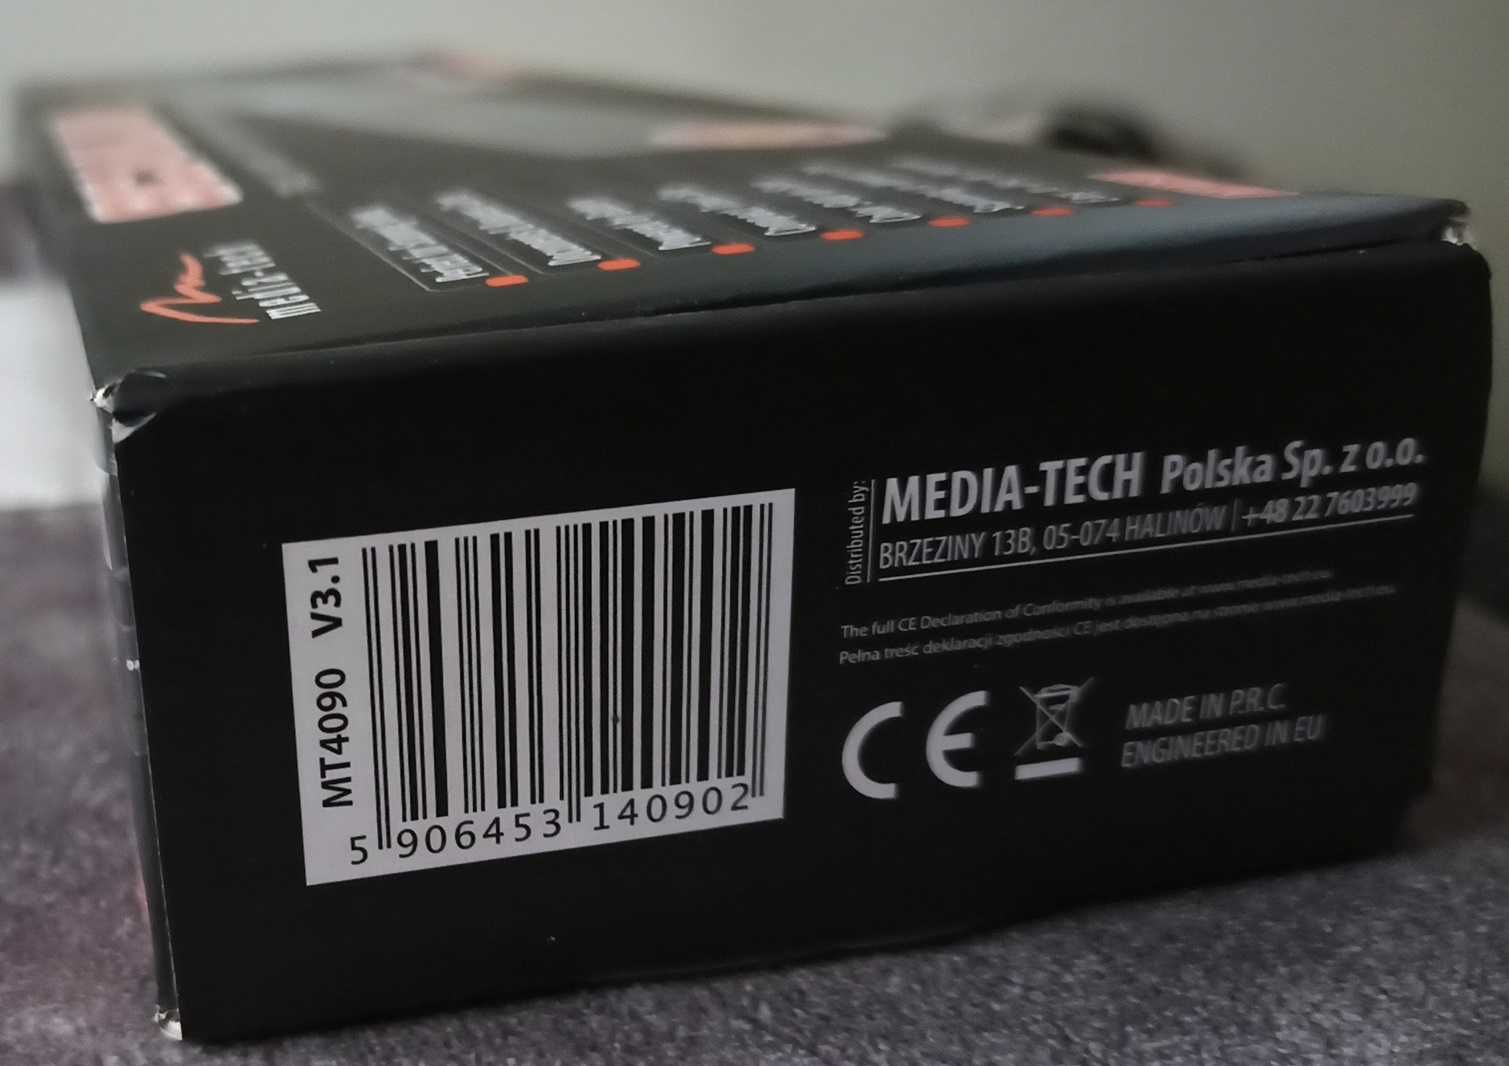 media-tech
MT4090 V3.1
5 906453 140902
Distributed by:
MEDIA-TECH Polska Sp. z o.o.
BRZEZINY 13B, 05-074 HALINÓW | +48 22 7603999
The full CE Declaration of Conformity is available at www.media-tech.eu
Pełna treść deklaracji zgodności CE jest dostępna na stronie www.media-tech.eu
CE
MADE IN P.R.C.
ENGINEERED IN EU